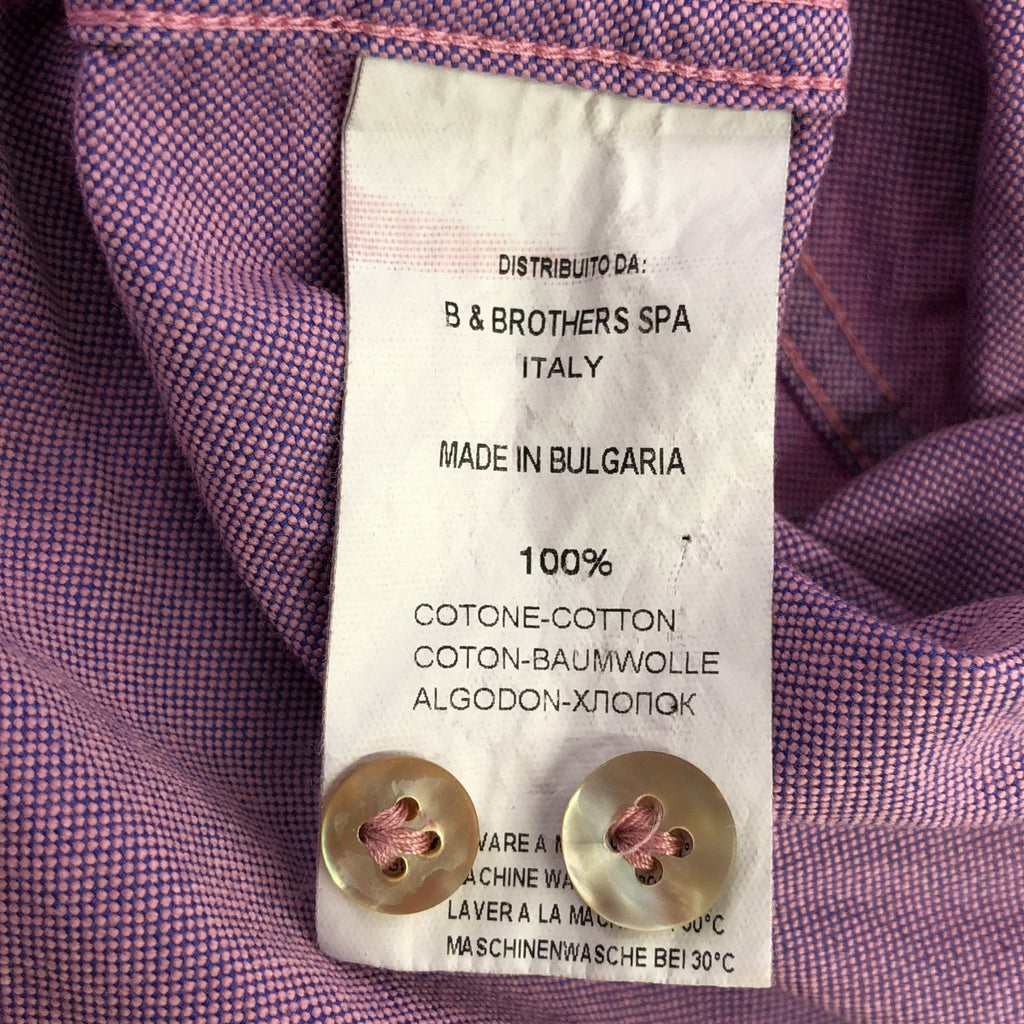 DISTRIBUITO DA:
B & BROTHERS SPA
ITALY
MADE IN BULGARIA
100%
COTONE-COTTON
COTON-BAUMWOLLE
ALGODON-ХЛОПОК
A
LAVER A LA
MASCHINENWASCHE BEI 30°C